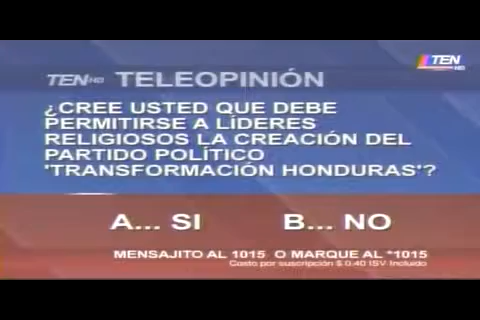 TEN HD
TEN HD TELEOPINIÓN
¿CREE USTED QUE DEBE
PERMITIRSE A LÍDERES
RELIGIOSOS LA CREACIÓN DEL
PARTIDO POLÍTICO
'TRANSFORMACIÓN HONDURAS'?
A... SI B... NO
MENSAJITO AL 1015 O MARQUE AL *1015
Costo por suscripción $ 0.40 ISV Incluido